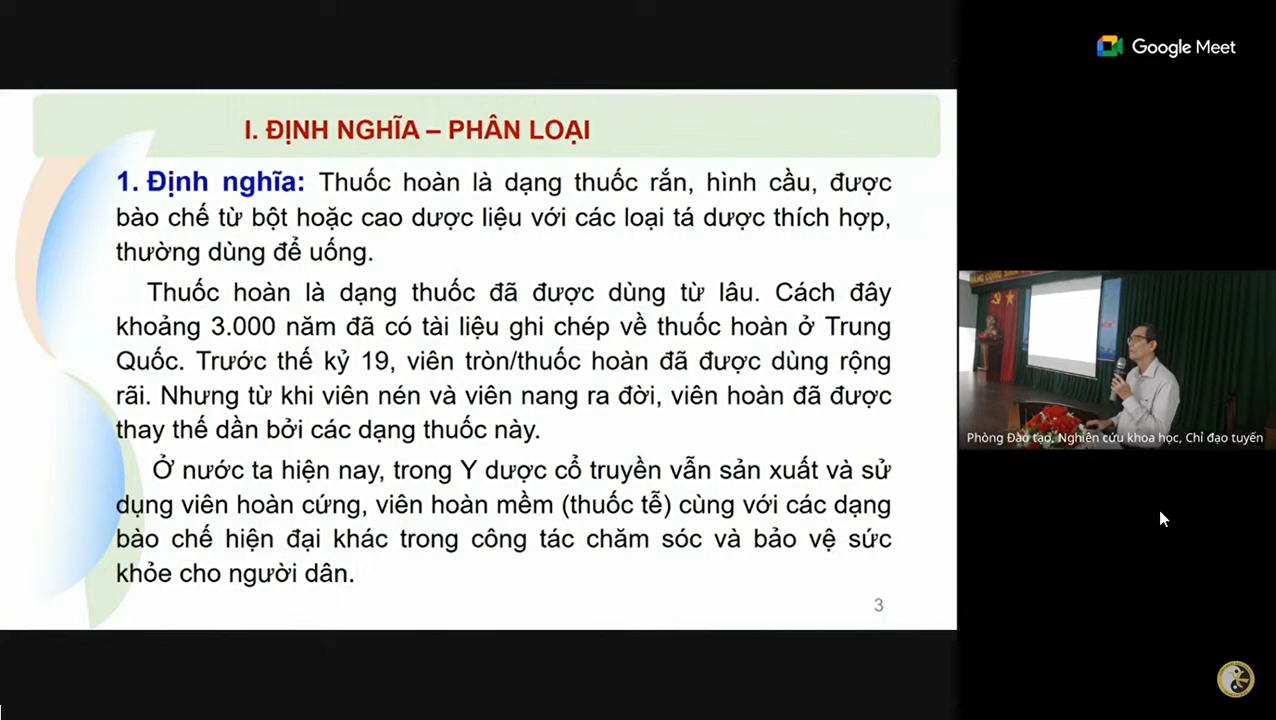 Google Meet
I. ĐỊNH NGHĨA – PHÂN LOẠI
1. Định nghĩa: Thuốc hoàn là dạng thuốc rắn, hình cầu, được
bào chế từ bột hoặc cao dược liệu với các loại tá dược thích hợp,
thường dùng để uống.
Thuốc hoàn là dạng thuốc đã được dùng từ lâu. Cách đây
khoảng 3.000 năm đã có tài liệu ghi chép về thuốc hoàn ở Trung
Quốc. Trước thế kỷ 19, viên tròn/thuốc hoàn đã được dùng rộng
rãi. Nhưng từ khi viên nén và viên nang ra đời, viên hoàn đã được
thay thế dần bởi các dạng thuốc này.
Ở nước ta hiện nay, trong Y dược cổ truyền vẫn sản xuất và sử
dụng viên hoàn cứng, viên hoàn mềm (thuốc tễ) cùng với các dạng
bào chế hiện đại khác trong công tác chăm sóc và bảo vệ sức
khỏe cho người dân.
3
Phòng Đào tạo, Nghiên cứu khoa học, Chỉ đạo tuyến